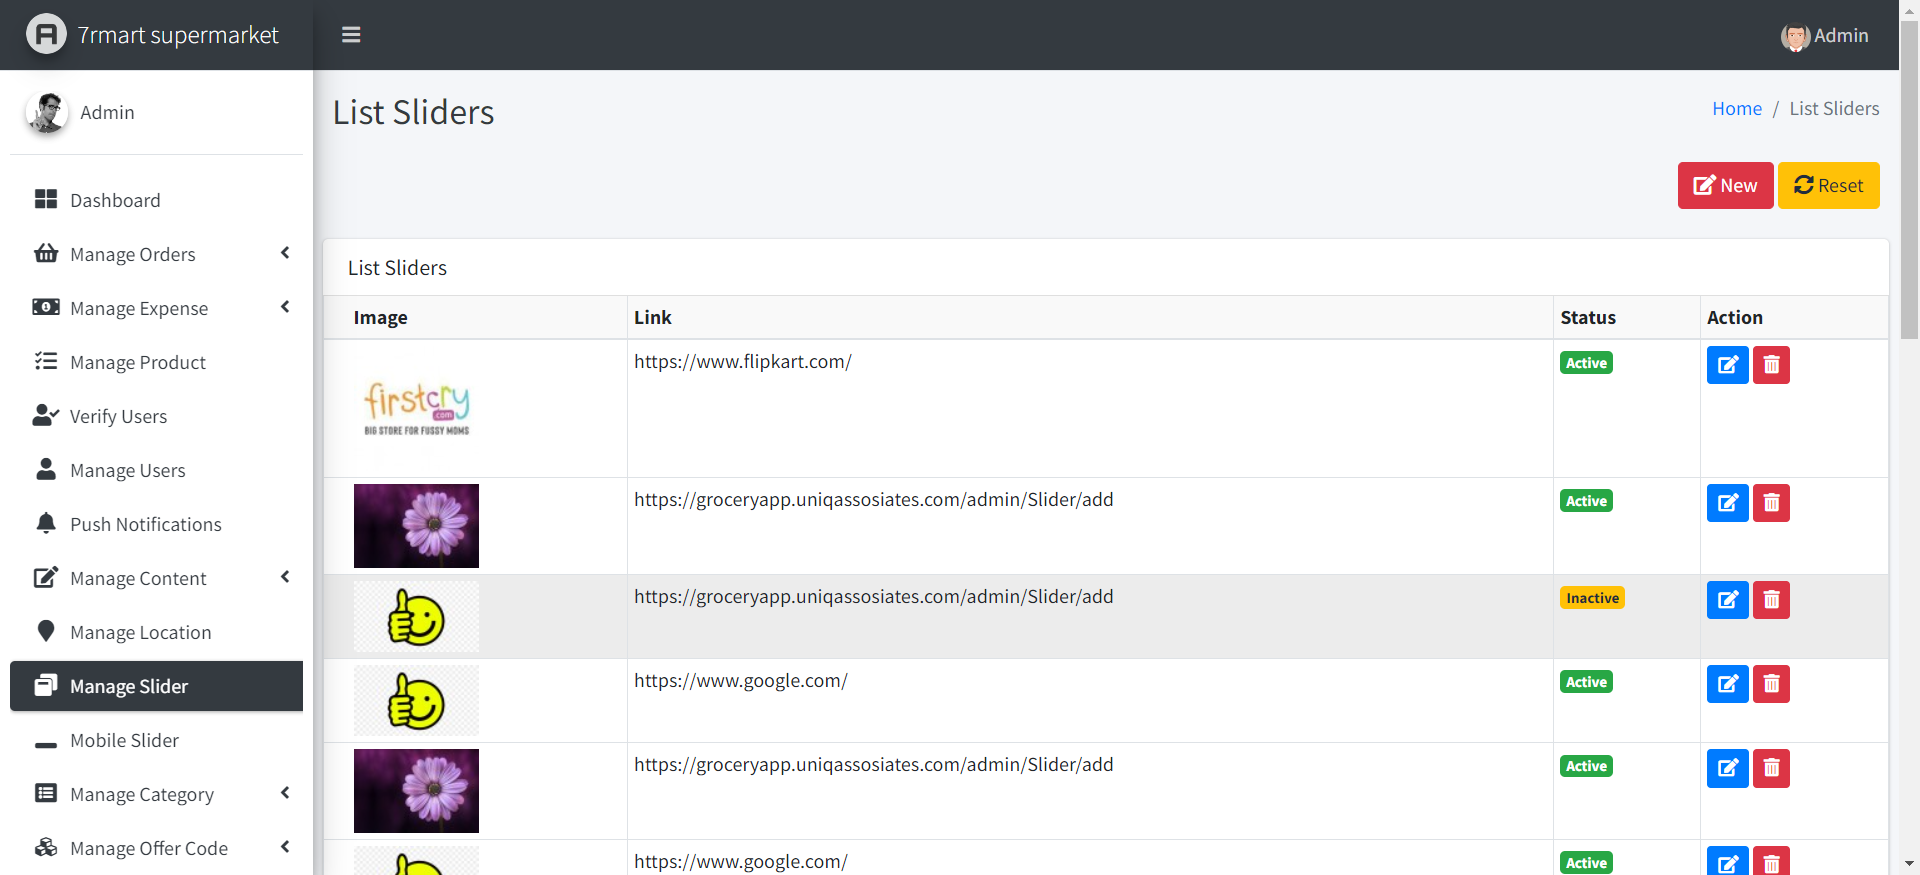 7rmart supermarket
Admin
Admin
List Sliders
Home / List Sliders
New
Reset
Dashboard
Manage Orders
Manage Expense
Manage Product
Verify Users
Manage Users
Push Notifications
Manage Content
Manage Location
Manage Slider
Mobile Slider
Manage Category
Manage Offer Code
List Sliders
Image Link Status Action
firstcry
.com
BIG STORE FOR FUSSY MOMS
https://www.flipkart.com/ Active
https://groceryapp.uniqassosiates.com/admin/Slider/add Active
https://groceryapp.uniqassosiates.com/admin/Slider/add Inactive
https://www.google.com/ Active
https://groceryapp.uniqassosiates.com/admin/Slider/add Active
https://www.google.com/ Active